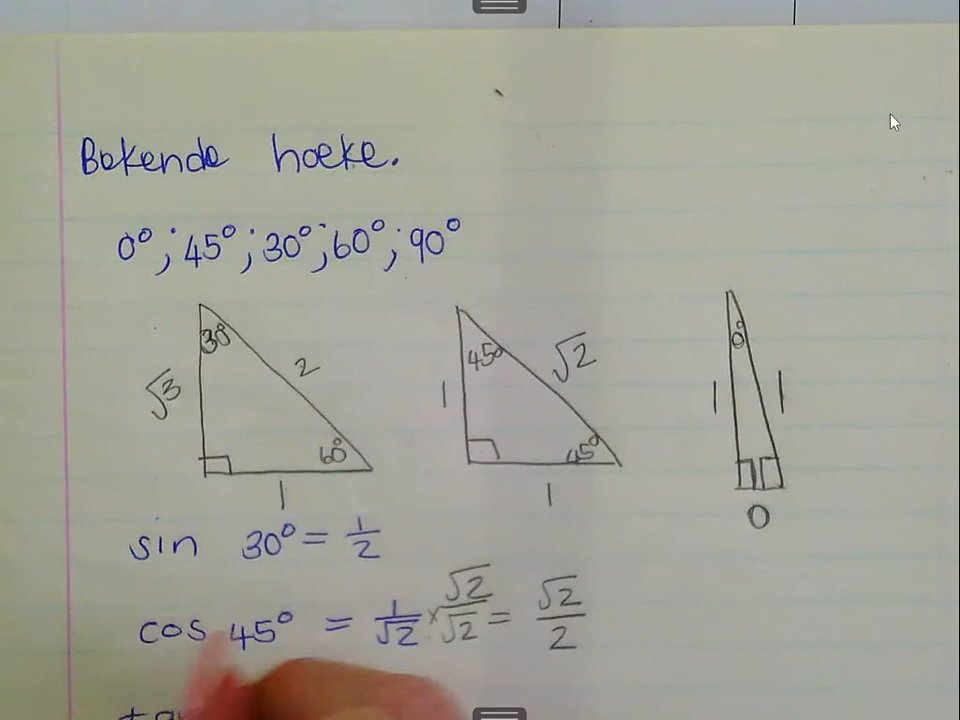 Bekende hoeke.
0°; 45°; 30°; 60°; 90°
30° 2 √3 60° 1
45° √2 1 45° 1
0° 1 1 0
sin 30° = 1/2
cos 45° = 1/√2 × √2/√2 = √2/2